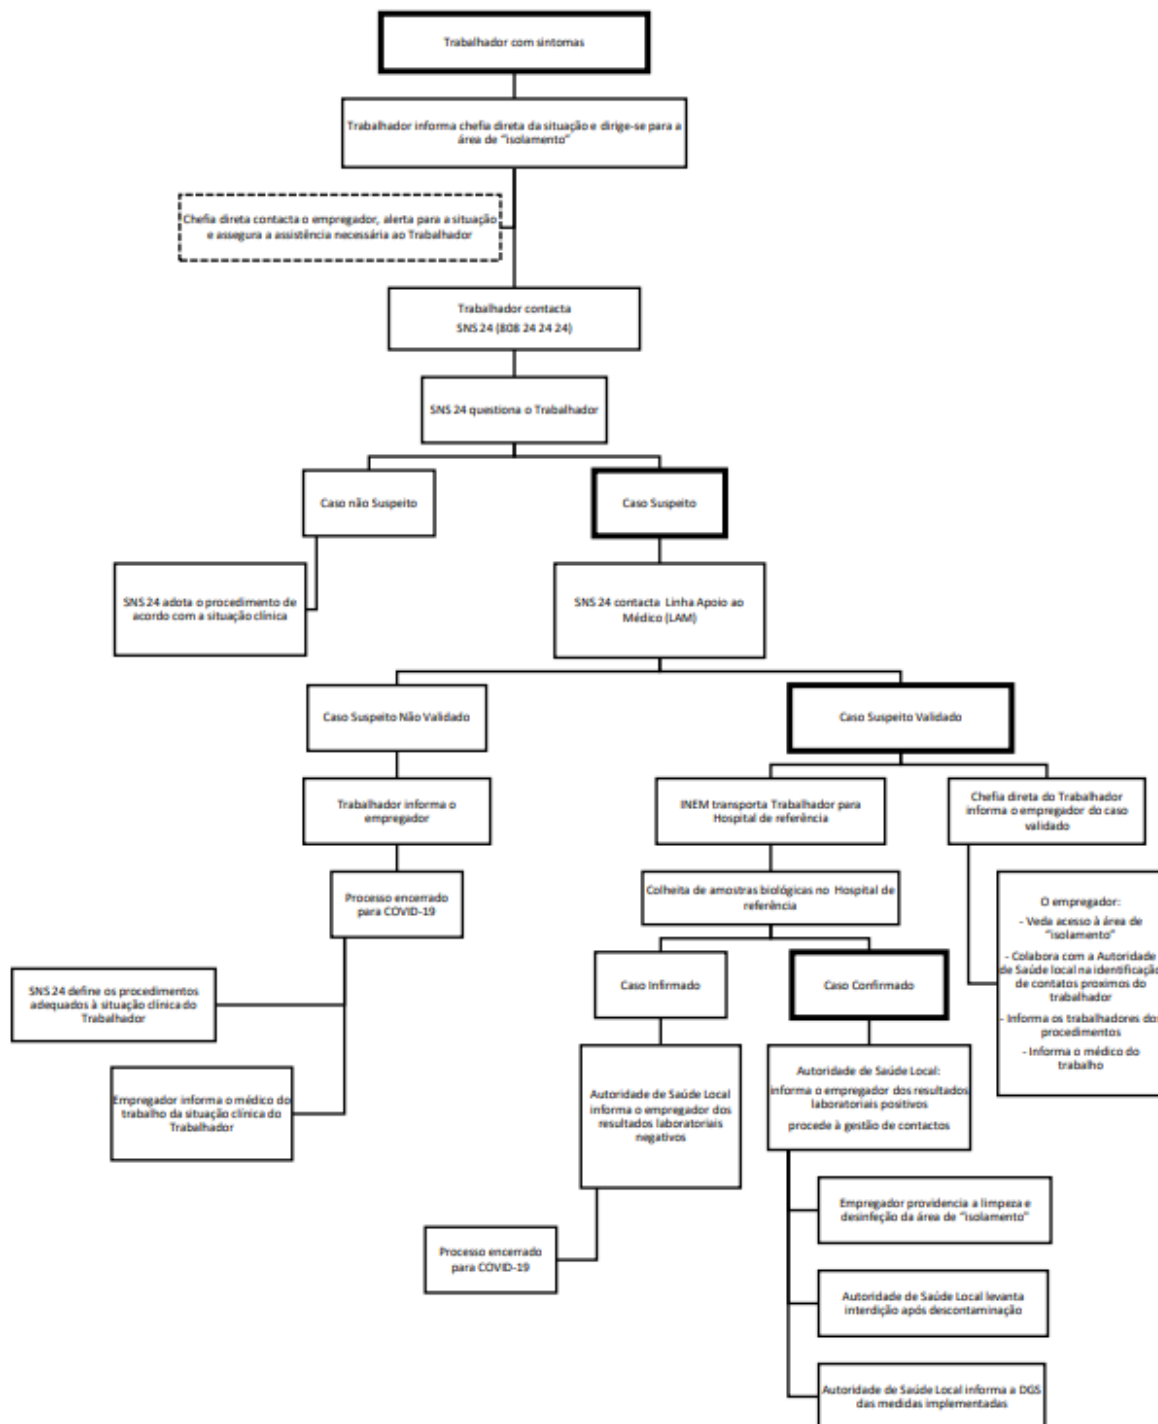 Trabalhador com sintomas
Trabalhador informa chefia direta da situação e dirige-se para a
área de "isolamento"
Chefia direta contacta o empregador, alerta para a situação
e assegura a assistência necessária ao Trabalhador
Trabalhador contacta
SNS 24 (808 24 24 24)
SNS 24 questiona o Trabalhador
Caso não Suspeito
Caso Suspeito
SNS 24 adota o procedimento de
acordo com a situação clínica
SNS 24 contacta Linha Apoio ao
Médico (LAM)
Caso Suspeito Não Validado
Caso Suspeito Validado
Trabalhador informa o
empregador
INEM transporta Trabalhador para
Hospital de referência
Chefia direta do Trabalhador
informa o empregador do caso
validado
Processo encerrado
para COVID-19
Colheita de amostras biológicas no Hospital de
referência
O empregador:
- Veda acesso à área de
"isolamento"
- Colabora com a Autoridade
de Saúde local na identificação
de contatos proximos do
trabalhador
- Informa os trabalhadores dos
procedimentos
- Informa o médico do
trabalho
SNS 24 define os procedimentos
adequados à situação clínica do
Trabalhador
Caso Infirmado
Caso Confirmado
Empregador informa o médico do
trabalho da situação clínica do
Trabalhador
Autoridade de Saúde Local
informa o empregador dos
resultados laboratoriais
negativos
Autoridade de Saúde Local:
informa o empregador dos resultados
laboratoriais positivos
procede à gestão de contactos
Processo encerrado
para COVID-19
Empregador providencia a limpeza e
desinfeção da área de "isolamento"
Autoridade de Saúde Local levanta
interdição após descontaminação
Autoridade de Saúde Local informa a DGS
das medidas implementadas